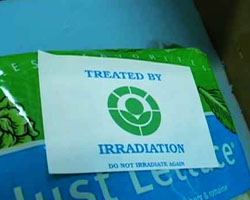 TREATED BY
IRRADIATION
DO NOT IRRADIATE AGAIN
Just Lettuce